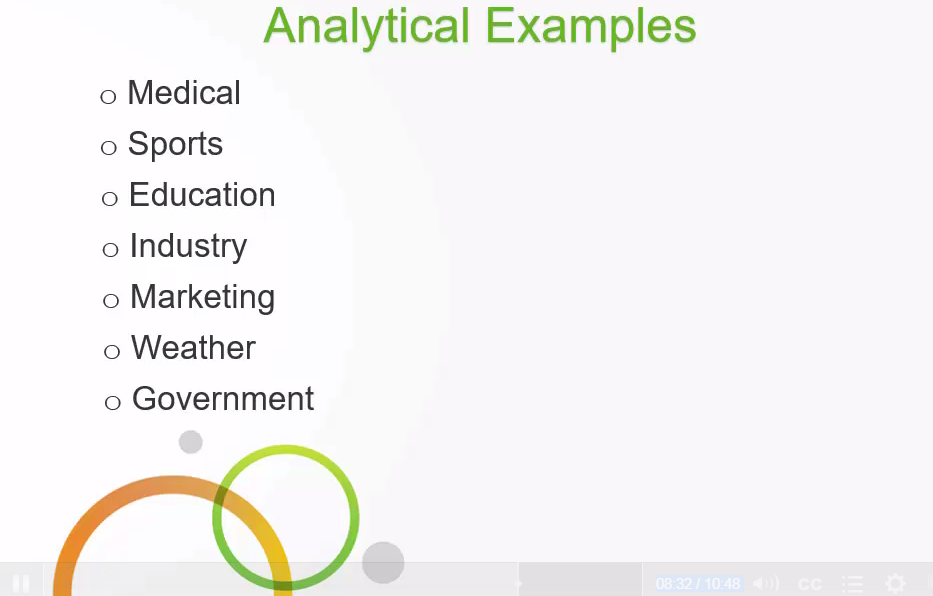 Analytical Examples
o Medical
o Sports
o Education
o Industry
o Marketing
o Weather
o Government
08:32 / 10:48 CC